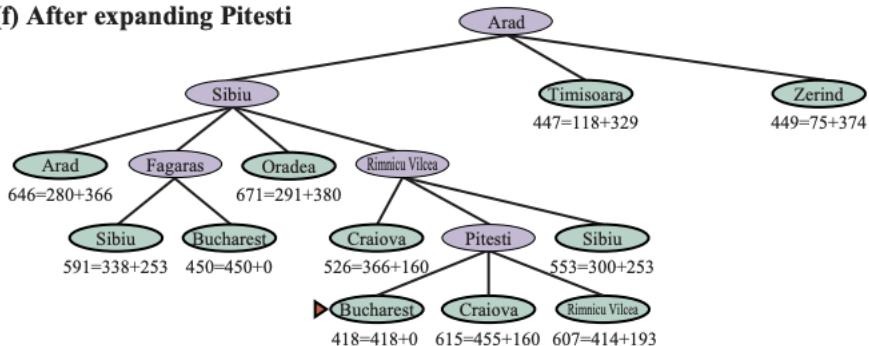 (f) After expanding Pitesti
Arad
Sibiu Timisoara Zerind
447=118+329 449=75+374
Arad Fagaras Oradea Rimnicu Vilcea
646=280+366 671=291+380
Sibiu Bucharest Craiova Pitesti Sibiu
591=338+253 450=450+0 526=366+160 553=300+253
Bucharest Craiova Rimnicu Vilcea
418=418+0 615=455+160 607=414+193